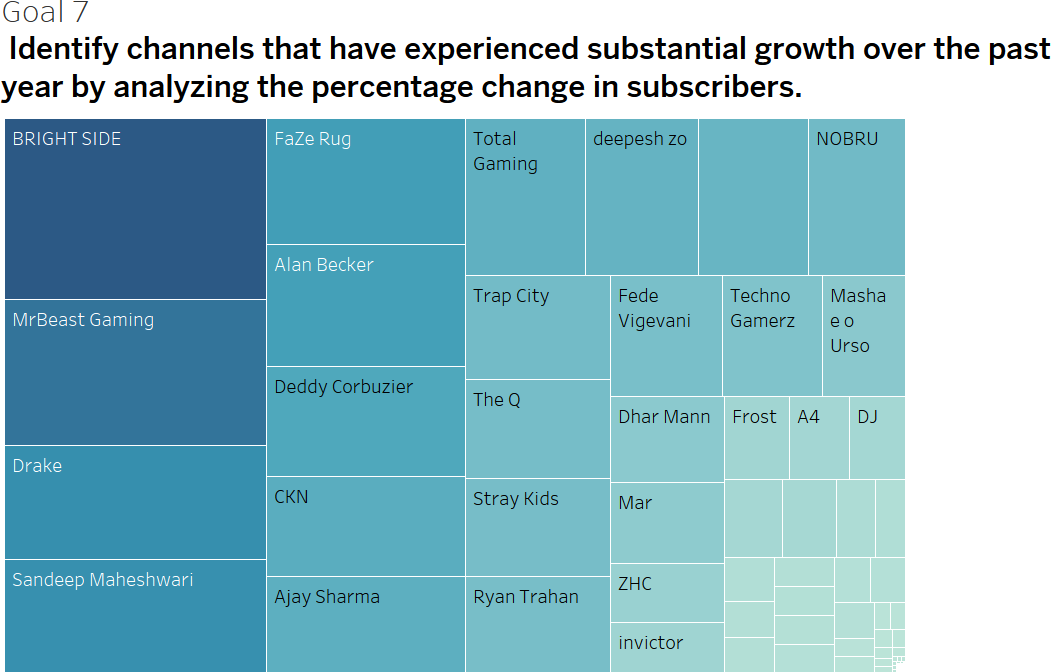 Goal 7
Identify channels that have experienced substantial growth over the past
year by analyzing the percentage change in subscribers.
BRIGHT SIDE
MrBeast Gaming
Drake
Sandeep Maheshwari
FaZe Rug
Alan Becker
Deddy Corbuzier
CKN
Ajay Sharma
Total
Gaming
deepesh zo
NOBRU
Trap City
The Q
Stray Kids
Ryan Trahan
Fede
Vigevani
Techno
Gamerz
Masha
e o
Urso
Dhar Mann
Frost
A4
DJ
Mar
ZHC
invictor